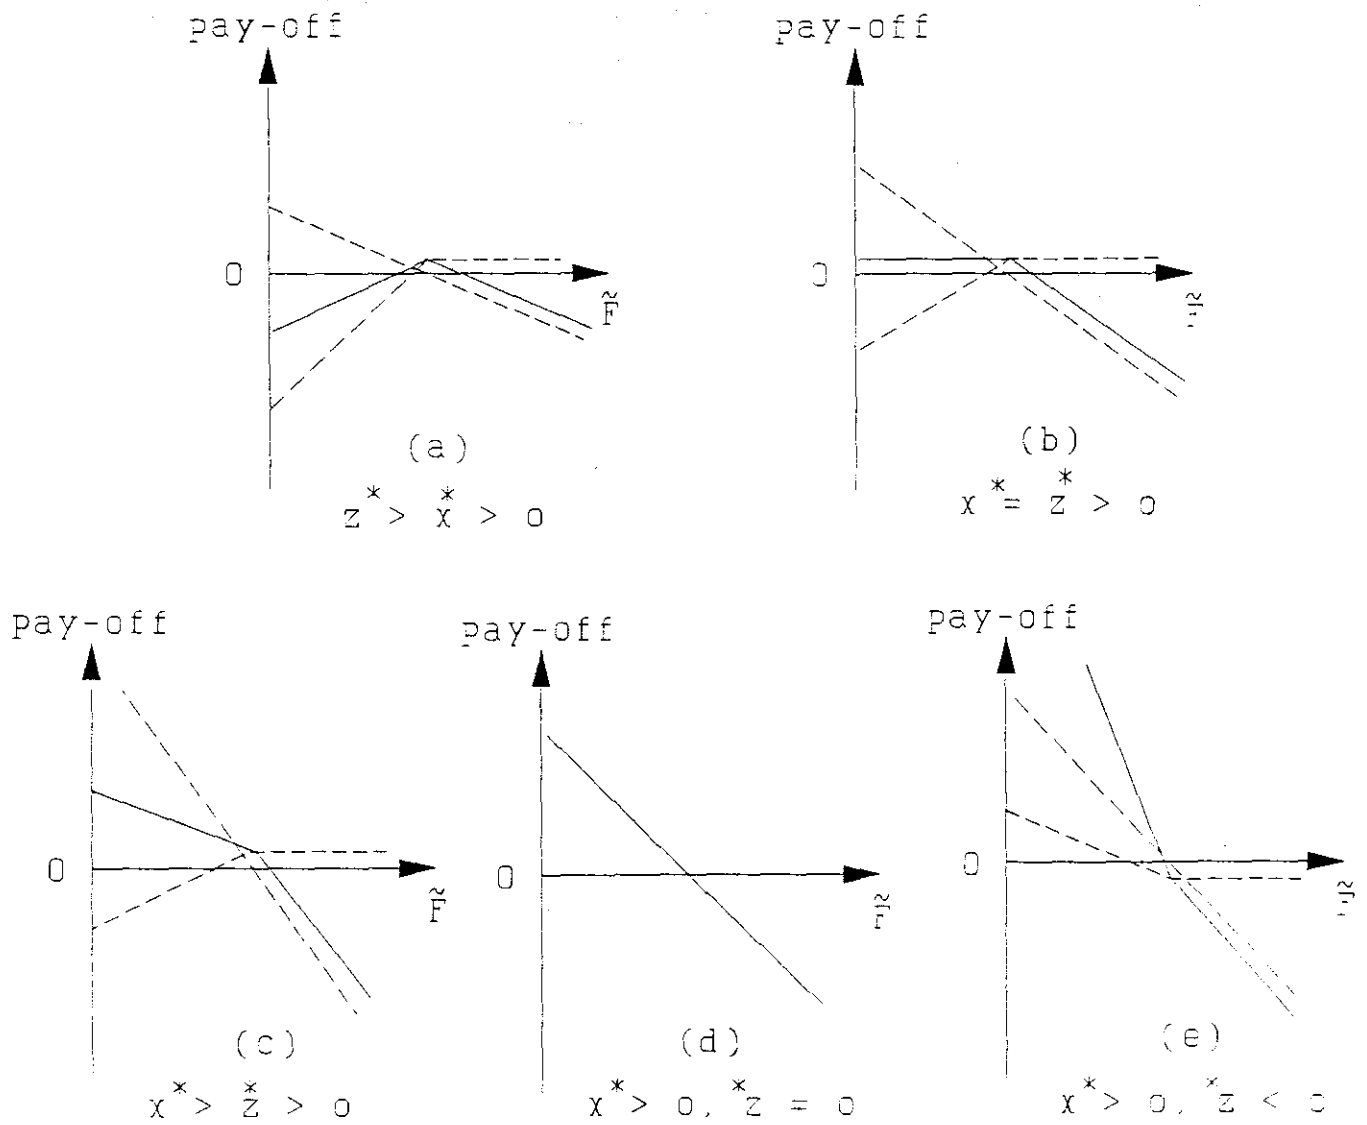 pay-off
0
F̃
(a)
z* > x* > 0
pay-off
0
(b)
x* = z* > 0
pay-off
0
F̃
(c)
x* > z* > 0
pay-off
0
(d)
x* > 0, z* = 0
pay-off
0
(e)
x* > 0, z* < 0